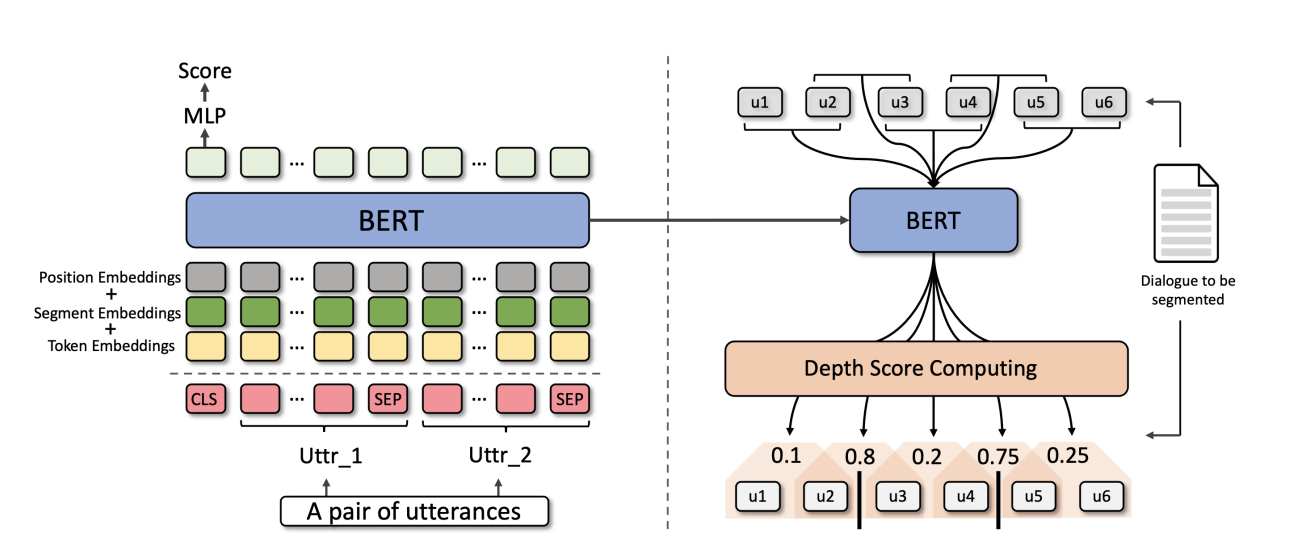 Score
MLP
... ...
BERT
Position Embeddings ... ...
+
Segment Embeddings ... ...
+
Token Embeddings ... ...
CLS ... SEP ... SEP
Uttr_1 Uttr_2
A pair of utterances
u1 u2 u3 u4 u5 u6
BERT
Dialogue to be
segmented
Depth Score Computing
0.1 0.8 0.2 0.75 0.25
u1 u2 u3 u4 u5 u6